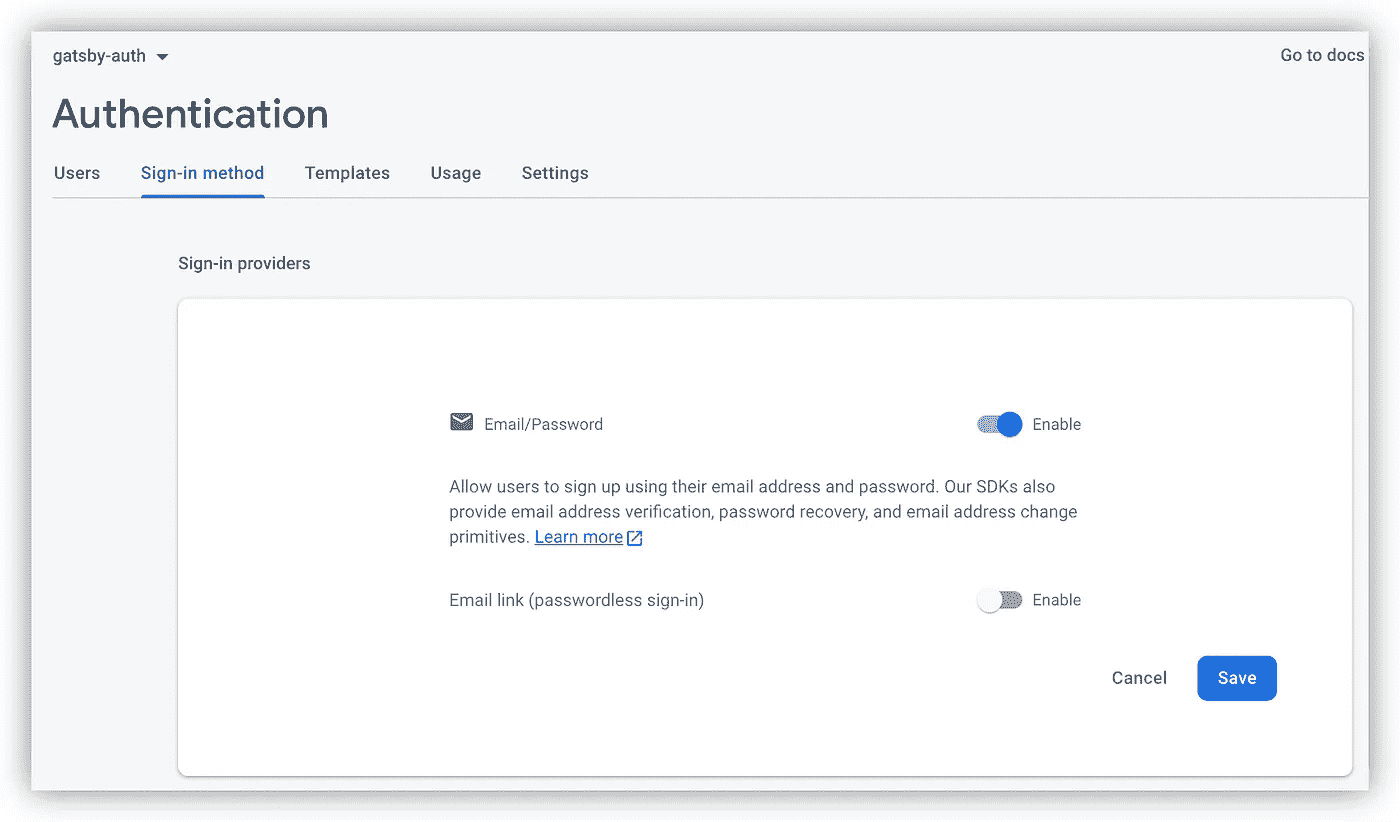 gatsby-auth
Go to docs
Authentication
Users
Sign-in method
Templates
Usage
Settings
Sign-in providers
Email/Password
Enable
Allow users to sign up using their email address and password. Our SDKs also
provide email address verification, password recovery, and email address change
primitives. Learn more
Email link (passwordless sign-in)
Enable
Cancel
Save